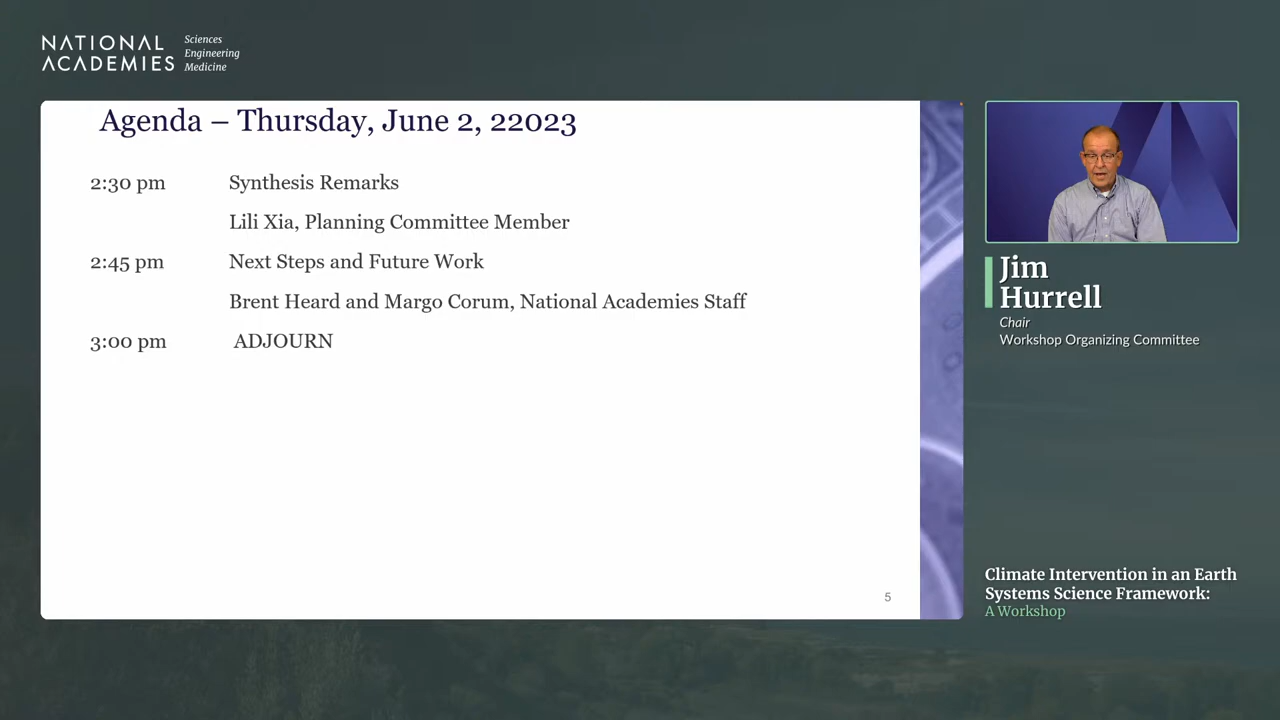 NATIONAL
ACADEMIES
Sciences
Engineering
Medicine
Agenda – Thursday, June 2, 22023
2:30 pm Synthesis Remarks
Lili Xia, Planning Committee Member
2:45 pm Next Steps and Future Work
Brent Heard and Margo Corum, National Academies Staff
3:00 pm ADJOURN
5
Jim
Hurrell
Chair
Workshop Organizing Committee
Climate Intervention in an Earth
Systems Science Framework:
A Workshop